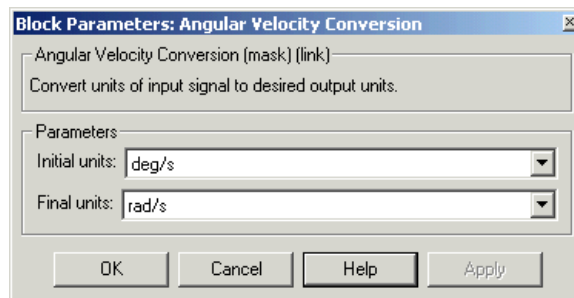 Block Parameters: Angular Velocity Conversion
Angular Velocity Conversion (mask) (link)
Convert units of input signal to desired output units.
Parameters
Initial units: deg/s
Final units: rad/s
OK Cancel Help Apply